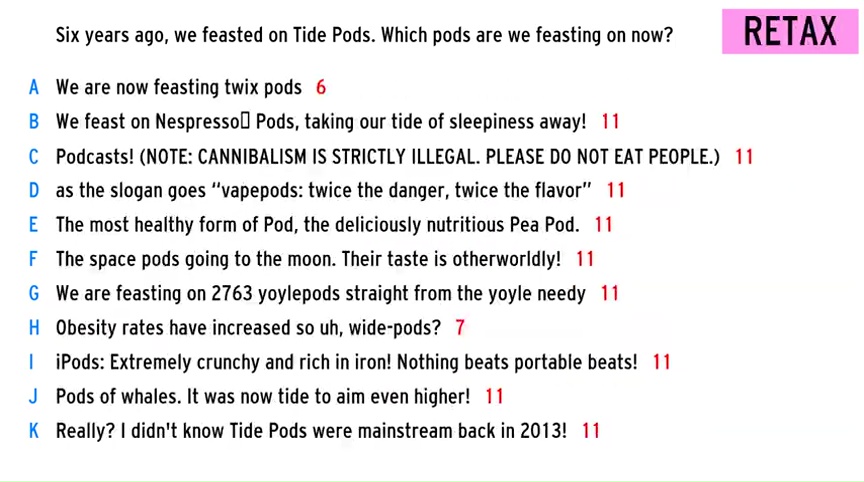 Six years ago, we feasted on Tide Pods. Which pods are we feasting on now?
RETAX
A We are now feasting twix pods 6
B We feast on Nespresso▯ Pods, taking our tide of sleepiness away! 11
C Podcasts! (NOTE: CANNIBALISM IS STRICTLY ILLEGAL. PLEASE DO NOT EAT PEOPLE.) 11
D as the slogan goes “vapepods: twice the danger, twice the flavor” 11
E The most healthy form of Pod, the deliciously nutritious Pea Pod. 11
F The space pods going to the moon. Their taste is otherworldly! 11
G We are feasting on 2763 yoylepods straight from the yoyle needy 11
H Obesity rates have increased so uh, wide-pods? 7
I iPods: Extremely crunchy and rich in iron! Nothing beats portable beats! 11
J Pods of whales. It was now tide to aim even higher! 11
K Really? I didn't know Tide Pods were mainstream back in 2013! 11